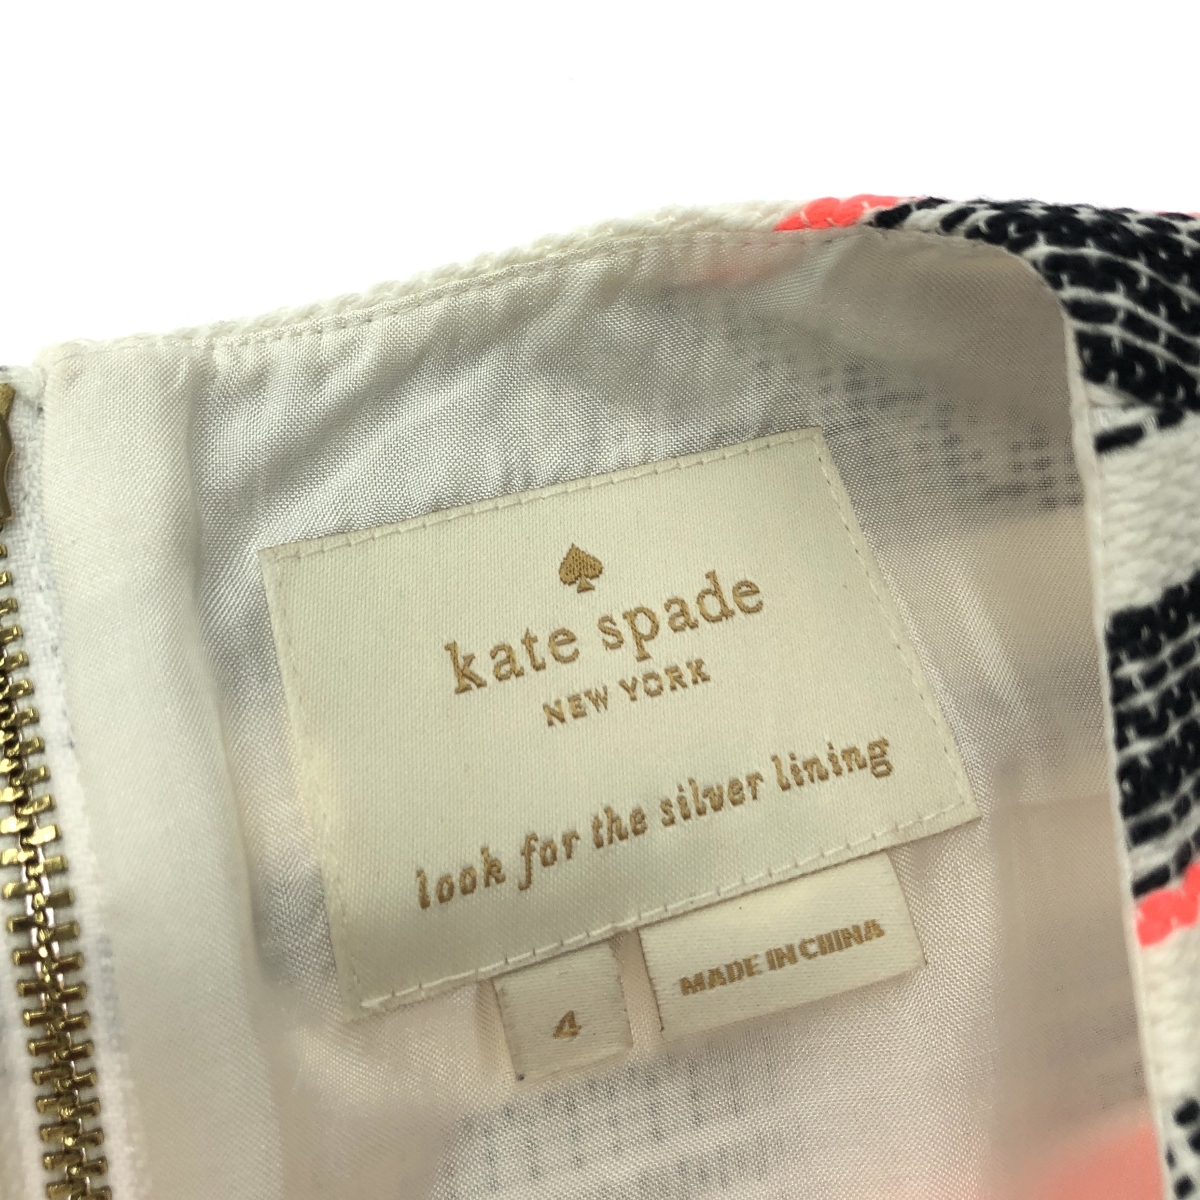 kate spade
NEW YORK
look for the silver lining
4
MADE IN CHINA